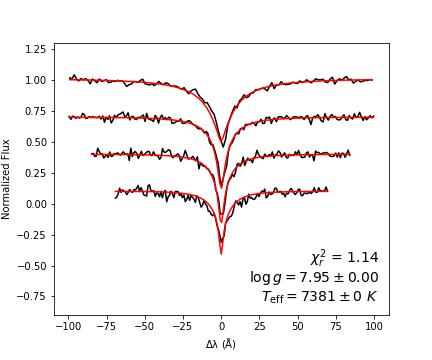 1.25
1.00
0.75
0.50
0.25
0.00
−0.25
−0.50
−0.75
Normalized Flux
χ_r^2 = 1.14
log g = 7.95 ± 0.00
T_eff = 7381 ± 0 K
−100 −75 −50 −25 0 25 50 75 100
Δλ (Å)